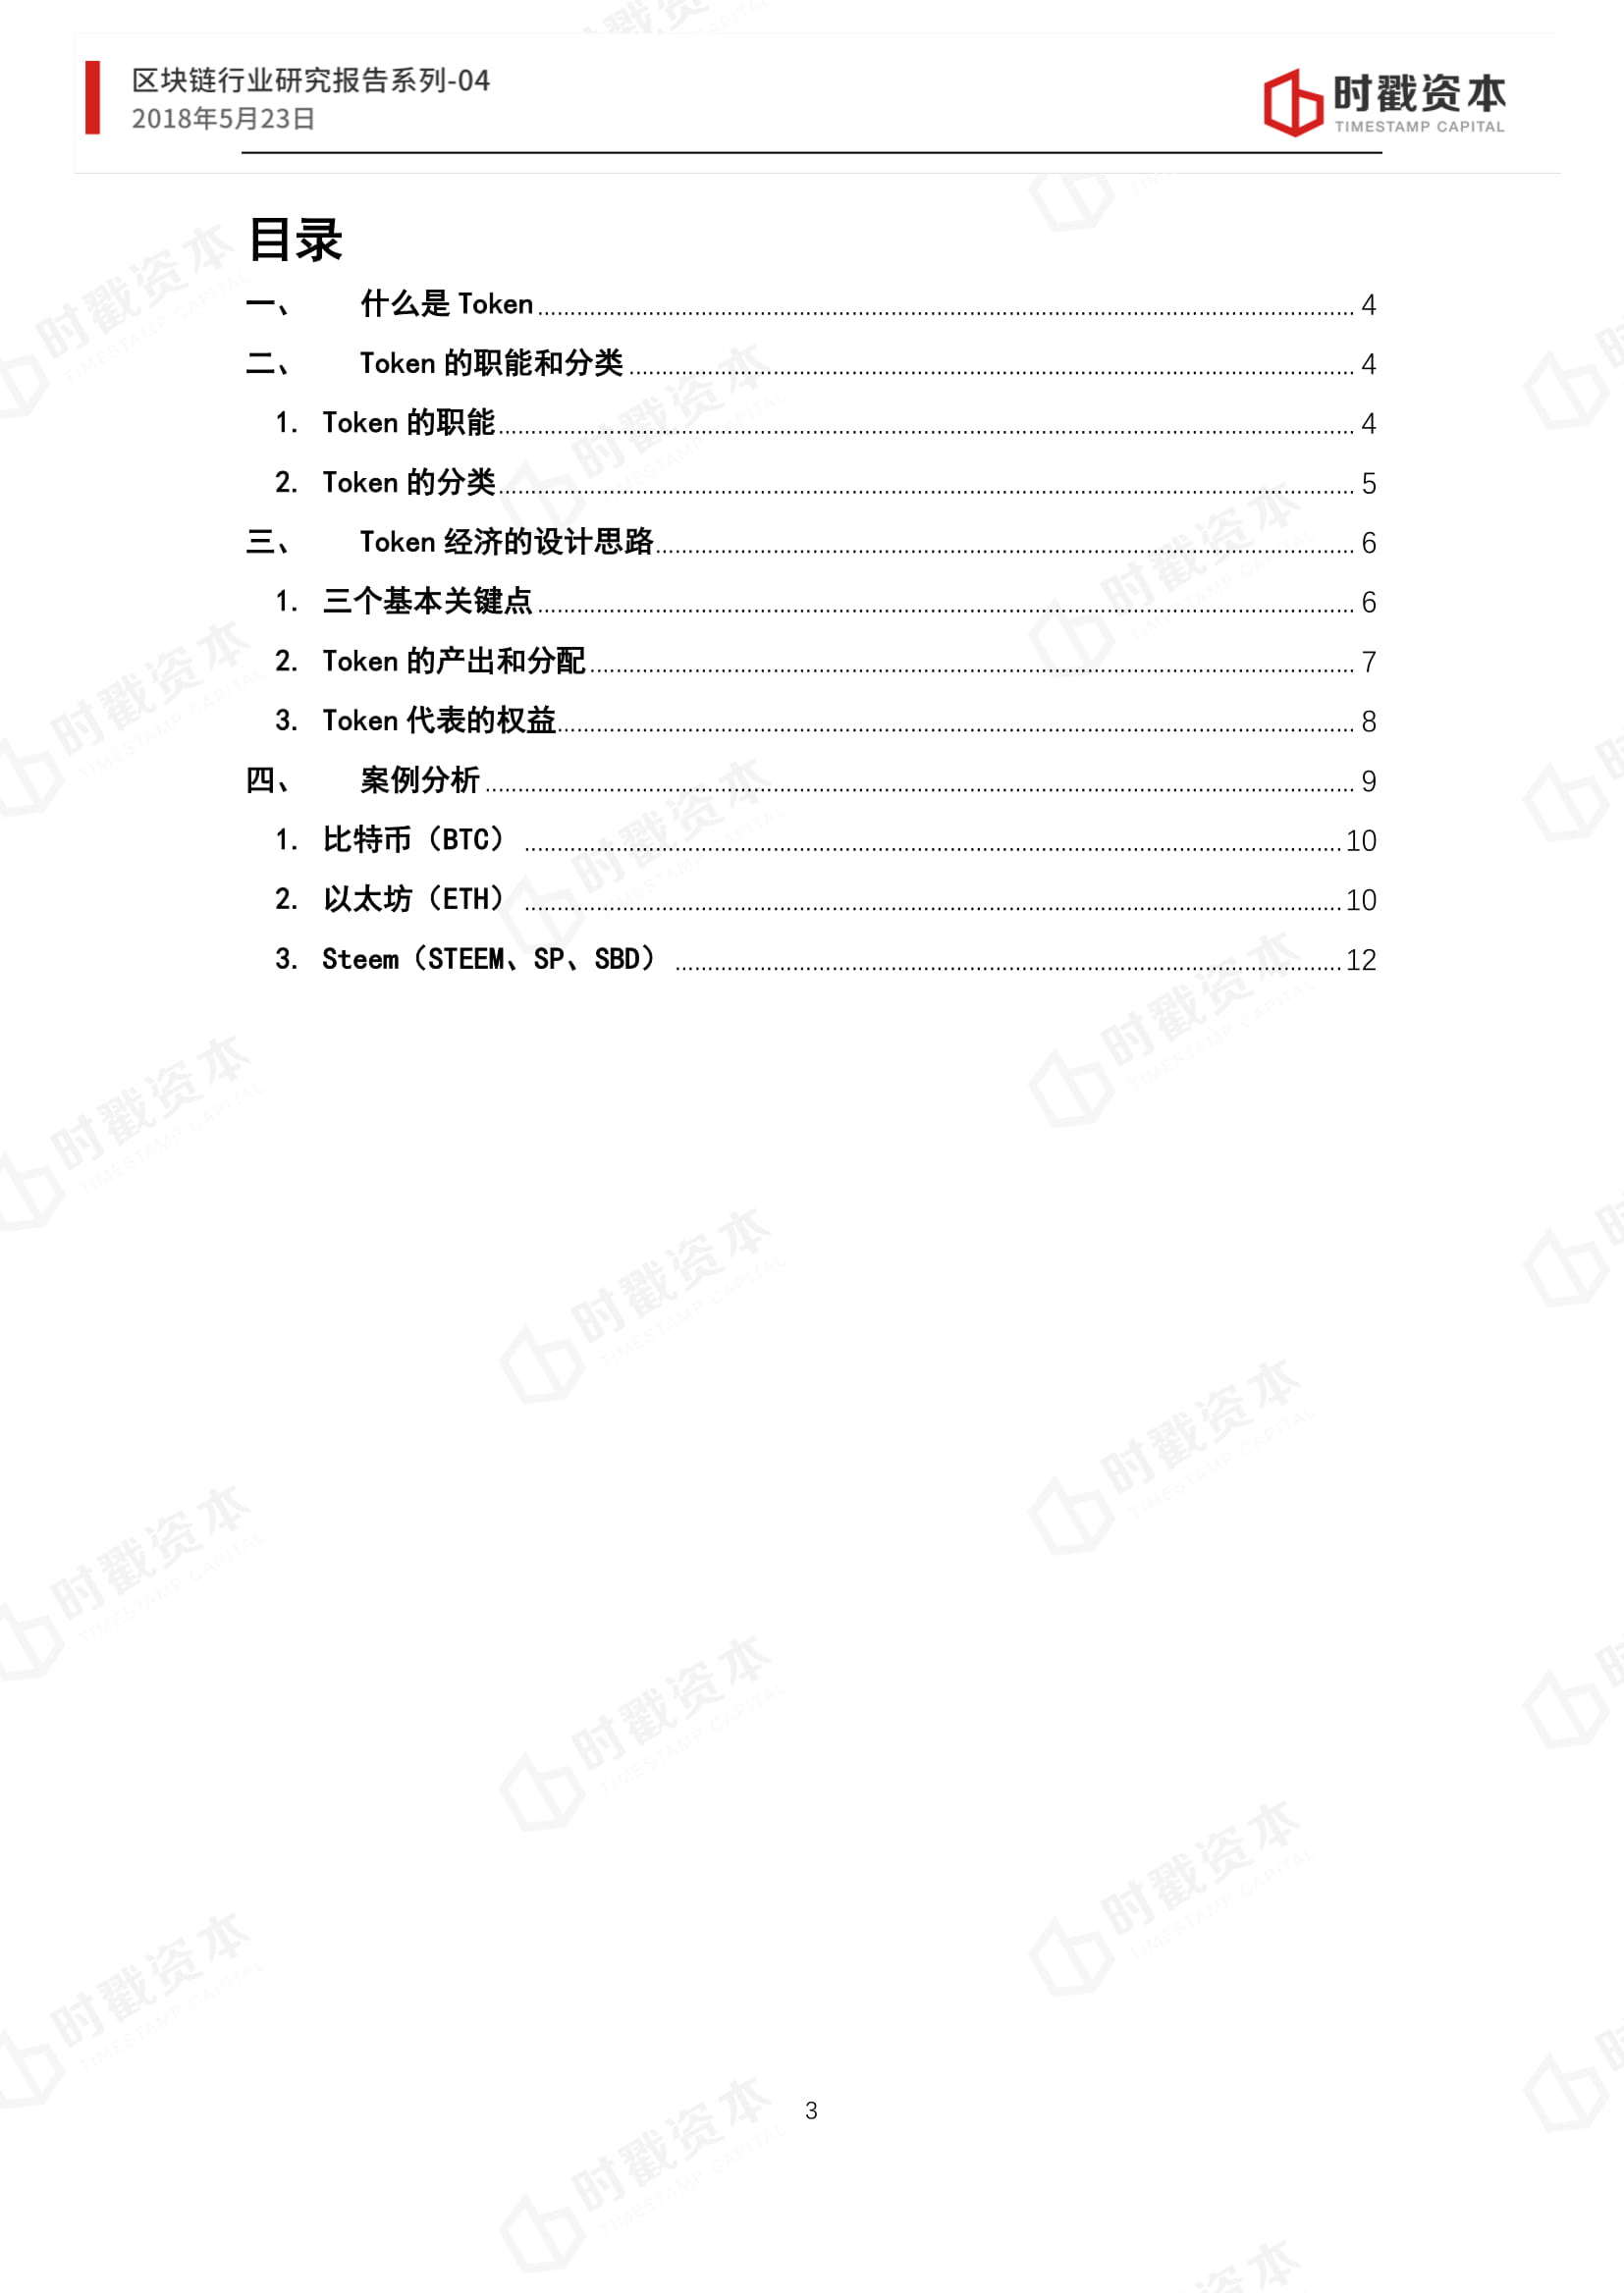 区块链行业研究报告系列-04
2018年5月23日
时戳资本
TIMESTAMP CAPITAL
目录
一、 什么是 Token 4
二、 Token 的职能和分类 4
1. Token 的职能 4
2. Token 的分类 5
三、 Token 经济的设计思路 6
1. 三个基本关键点 6
2. Token 的产出和分配 7
3. Token 代表的权益 8
四、 案例分析 9
1. 比特币（BTC） 10
2. 以太坊（ETH） 10
3. Steem（STEEM、SP、SBD） 12
3